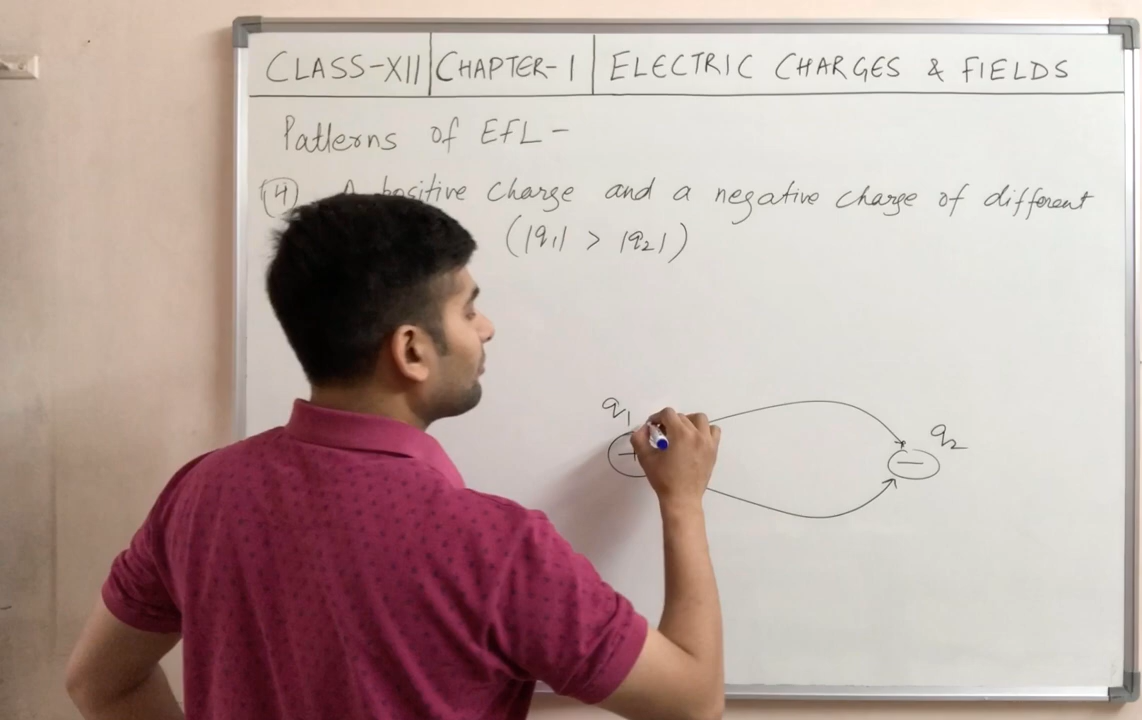 CLASS-XII CHAPTER-1 ELECTRIC CHARGES & FIELDS
Patterns of EFL -
(4) A positive charge and a negative charge of different
(|q₁| > |q₂|)
q₁
+
q₂
−